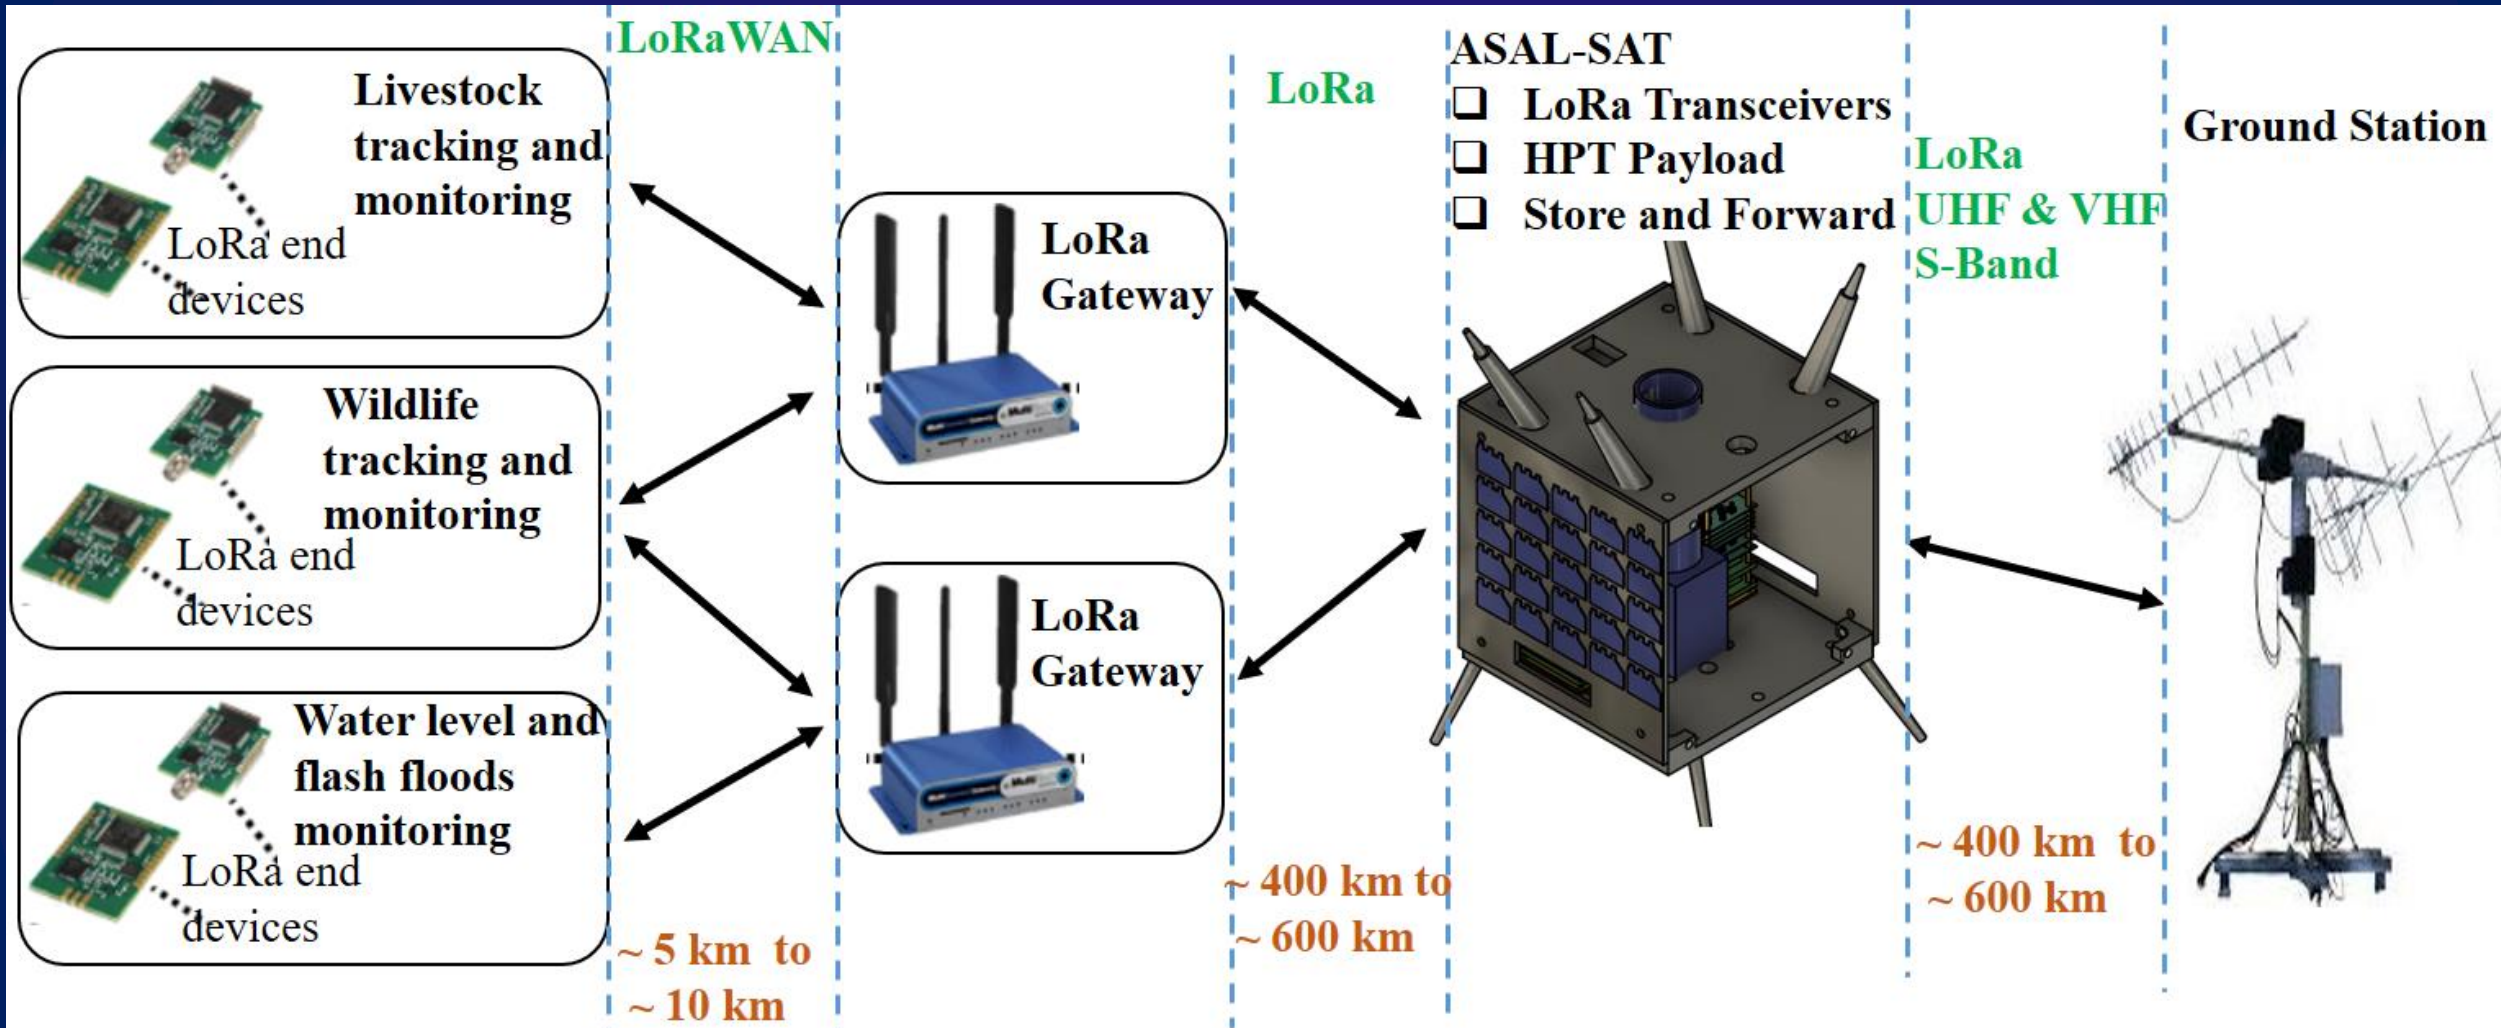 LoRaWAN
Livestock
tracking and
monitoring
LoRa end
devices
Wildlife
tracking and
monitoring
LoRa end
devices
Water level and
flash floods
monitoring
LoRa end
devices
~ 5 km to
~ 10 km
LoRa
Gateway
LoRa
Gateway
LoRa
~ 400 km to
~ 600 km
ASAL-SAT
❑ LoRa Transceivers
❑ HPT Payload
❑ Store and Forward
LoRa
UHF & VHF
S-Band
~ 400 km to
~ 600 km
Ground Station